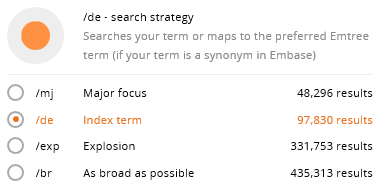 /de - search strategy
Searches your term or maps to the preferred Emtree
term (if your term is a synonym in Embase)
/mj Major focus 48,296 results
/de Index term 97,830 results
/exp Explosion 331,753 results
/br As broad as possible 435,313 results